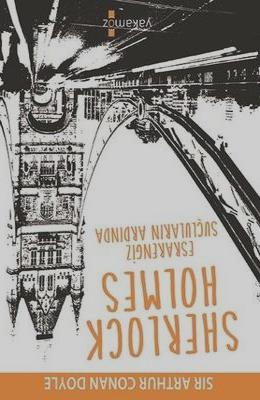 SIR ARTHUR CONAN DOYLE
SHERLOCK
HOLMES
ESRARENGİZ
SUÇLULARIN ARDINDA
yakamoz